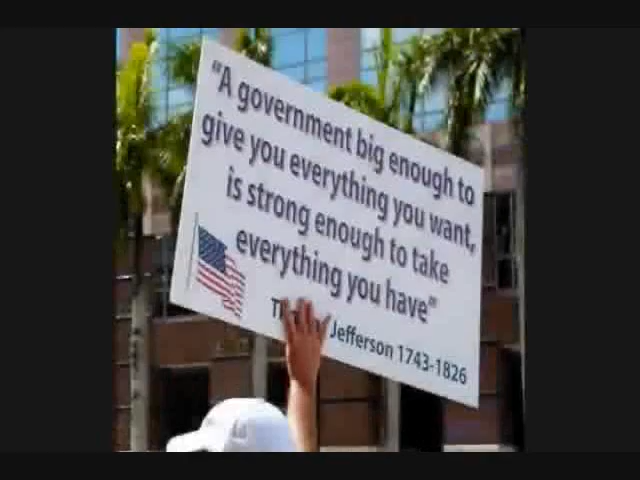 "A government big enough to
give you everything you want,
is strong enough to take
everything you have"
Jefferson 1743-1826